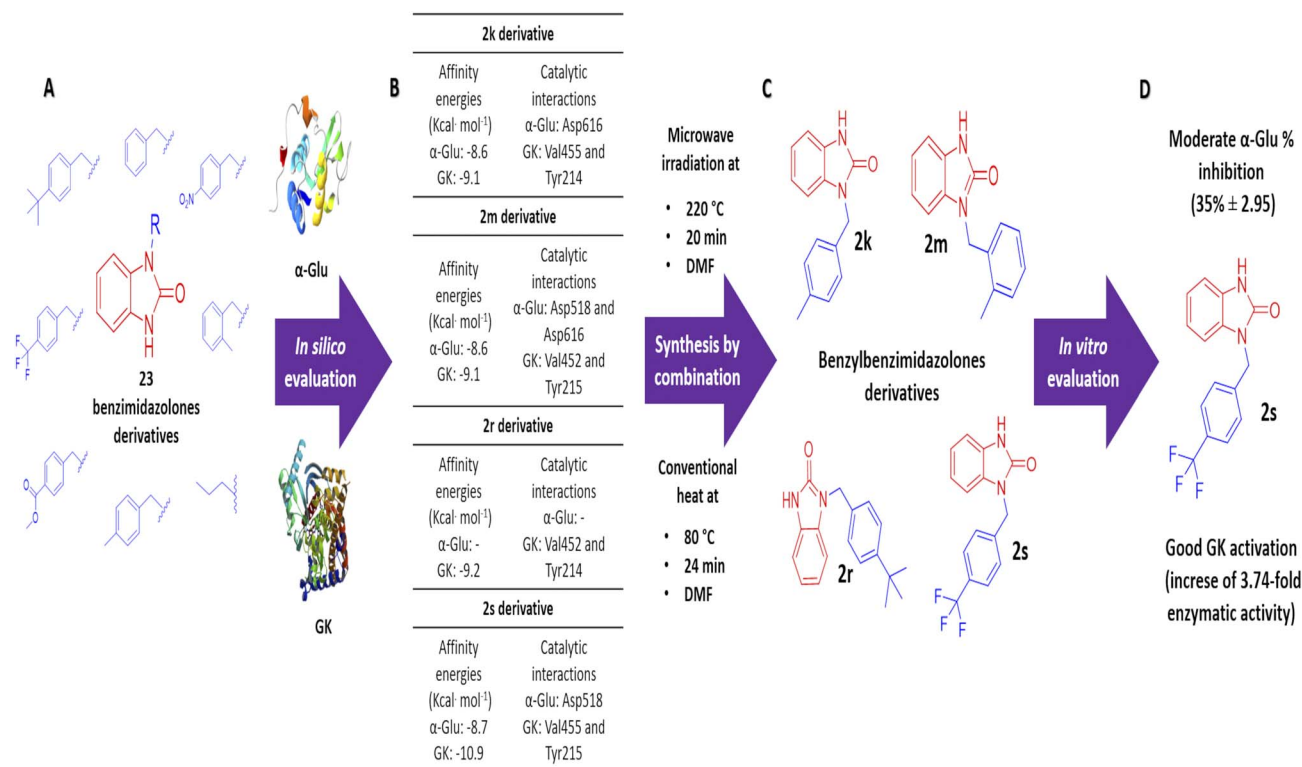 A
O₂N
R
N
O
N
H
F
F
F
O
O
23
benzimidazolones
derivatives
α-Glu
In silico
evaluation
GK
B
2k derivative
Affinity
energies
(Kcal· mol⁻¹)
α-Glu: -8.6
GK: -9.1
Catalytic
interactions
α-Glu: Asp616
GK: Val455 and
Tyr214
2m derivative
Affinity
energies
(Kcal· mol⁻¹)
α-Glu: -8.6
GK: -9.1
Catalytic
interactions
α-Glu: Asp518 and
Asp616
GK: Val452 and
Tyr215
2r derivative
Affinity
energies
(Kcal· mol⁻¹)
α-Glu: -
GK: -9.2
Catalytic
interactions
α-Glu: -
GK: Val452 and
Tyr214
2s derivative
Affinity
energies
(Kcal· mol⁻¹)
α-Glu: -8.7
GK: -10.9
Catalytic
interactions
α-Glu: Asp518
GK: Val455 and
Tyr215
Microwave
irradiation at
• 220 °C
• 20 min
• DMF
Synthesis by
combination
Conventional
heat at
• 80 °C
• 24 min
• DMF
C
H
N
O
N
2k
H
N
O
N
2m
Benzylbenzimidazolones
derivatives
O
HN
N
2r
H
N
O
N
2s
F
F
F
In vitro
evaluation
D
Moderate α-Glu %
inhibition
(35% ± 2.95)
H
N
O
N
2s
F
F
F
Good GK activation
(increse of 3.74-fold
enzymatic activity)